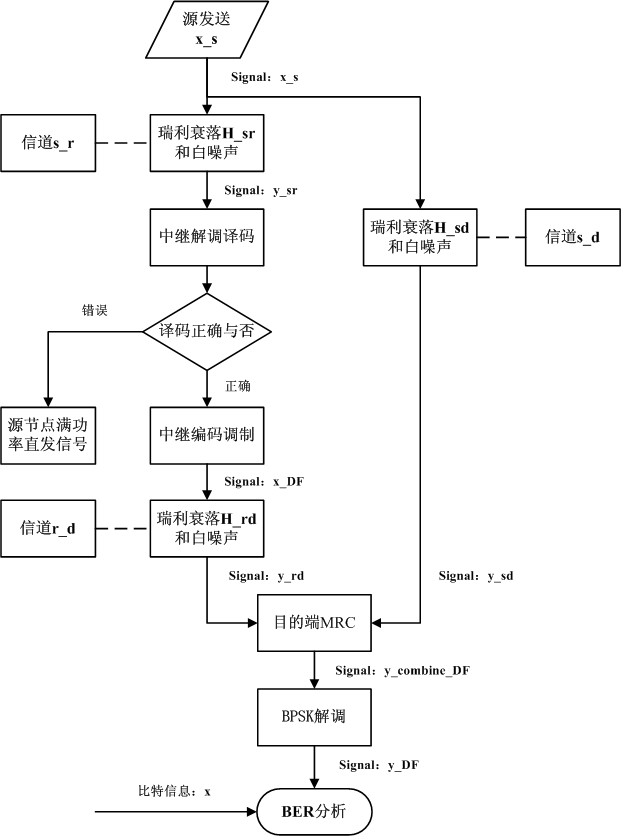 源发送
x_s
Signal：x_s
信道s_r
瑞利衰落H_sr
和白噪声
Signal：y_sr
中继解调译码
瑞利衰落H_sd
和白噪声
信道s_d
错误
译码正确与否
正确
源节点满功
率直发信号
中继编码调制
Signal：x_DF
信道r_d
瑞利衰落H_rd
和白噪声
Signal：y_rd
Signal：y_sd
目的端MRC
Signal：y_combine_DF
BPSK解调
Signal：y_DF
比特信息：x
BER分析